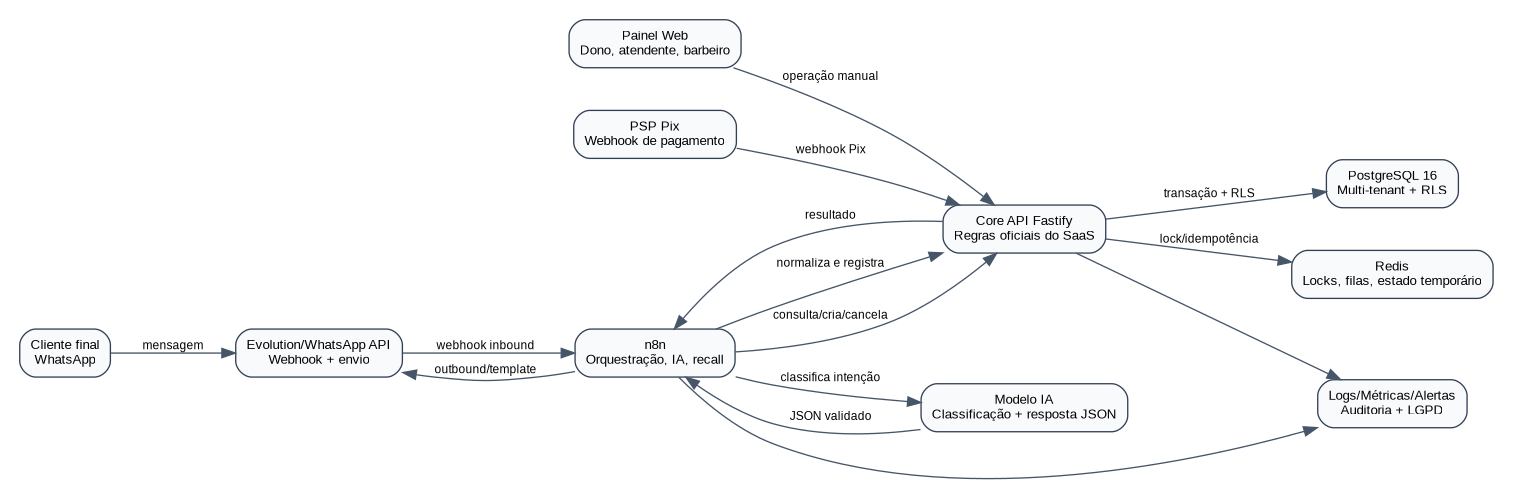 Painel Web
Dono, atendente, barbeiro
operação manual
PSP Pix
Webhook de pagamento
webhook Pix
PostgreSQL 16
Multi-tenant + RLS
transação + RLS
resultado
Core API Fastify
Regras oficiais do SaaS
lock/idempotência
normaliza e registra
Redis
Locks, filas, estado temporário
consulta/cria/cancela
Cliente final
WhatsApp
mensagem
Evolution/WhatsApp API
Webhook + envio
webhook inbound
outbound/template
n8n
Orquestração, IA, recall
classifica intenção
JSON validado
Modelo IA
Classificação + resposta JSON
Logs/Métricas/Alertas
Auditoria + LGPD